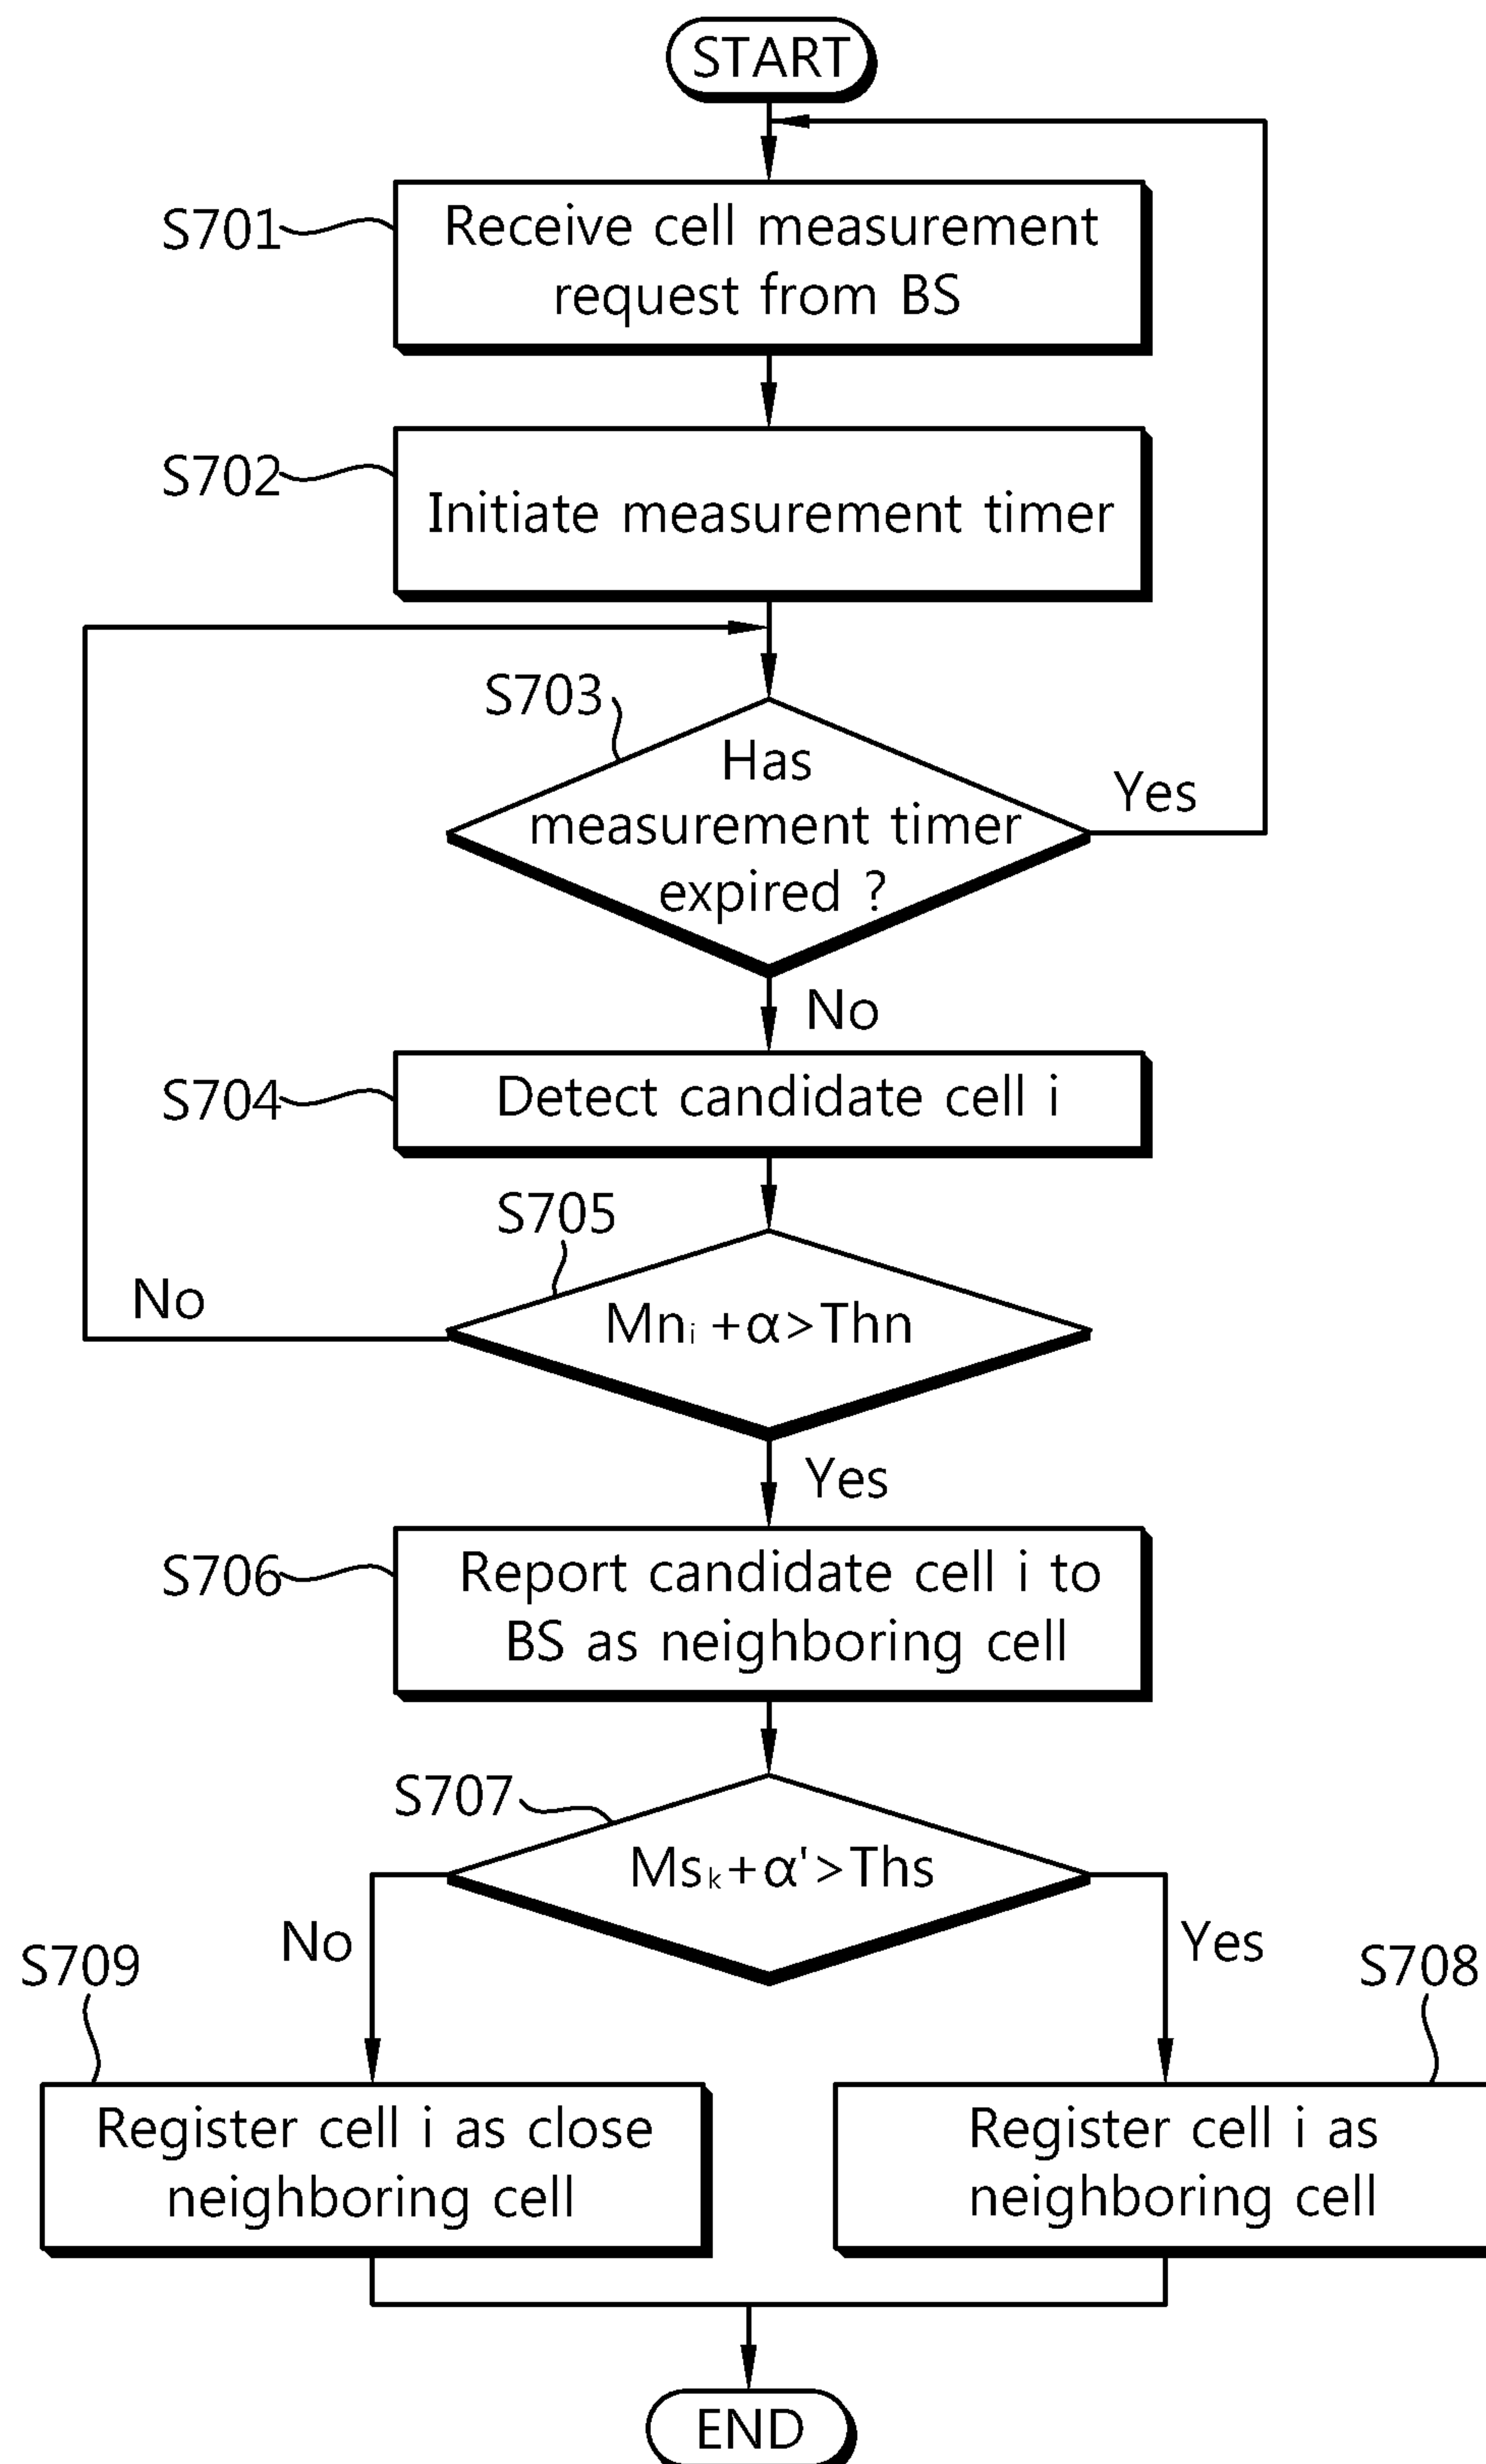 START
S701
Receive cell measurement
request from BS
S702
Initiate measurement timer
S703
Has
measurement timer
expired ?
Yes
No
S704
Detect candidate cell i
S705
Mnᵢ +α>Thn
No
Yes
S706
Report candidate cell i to
BS as neighboring cell
S707
Msₖ+α'>Ths
No
Yes
S709
S708
Register cell i as close
neighboring cell
Register cell i as
neighboring cell
END